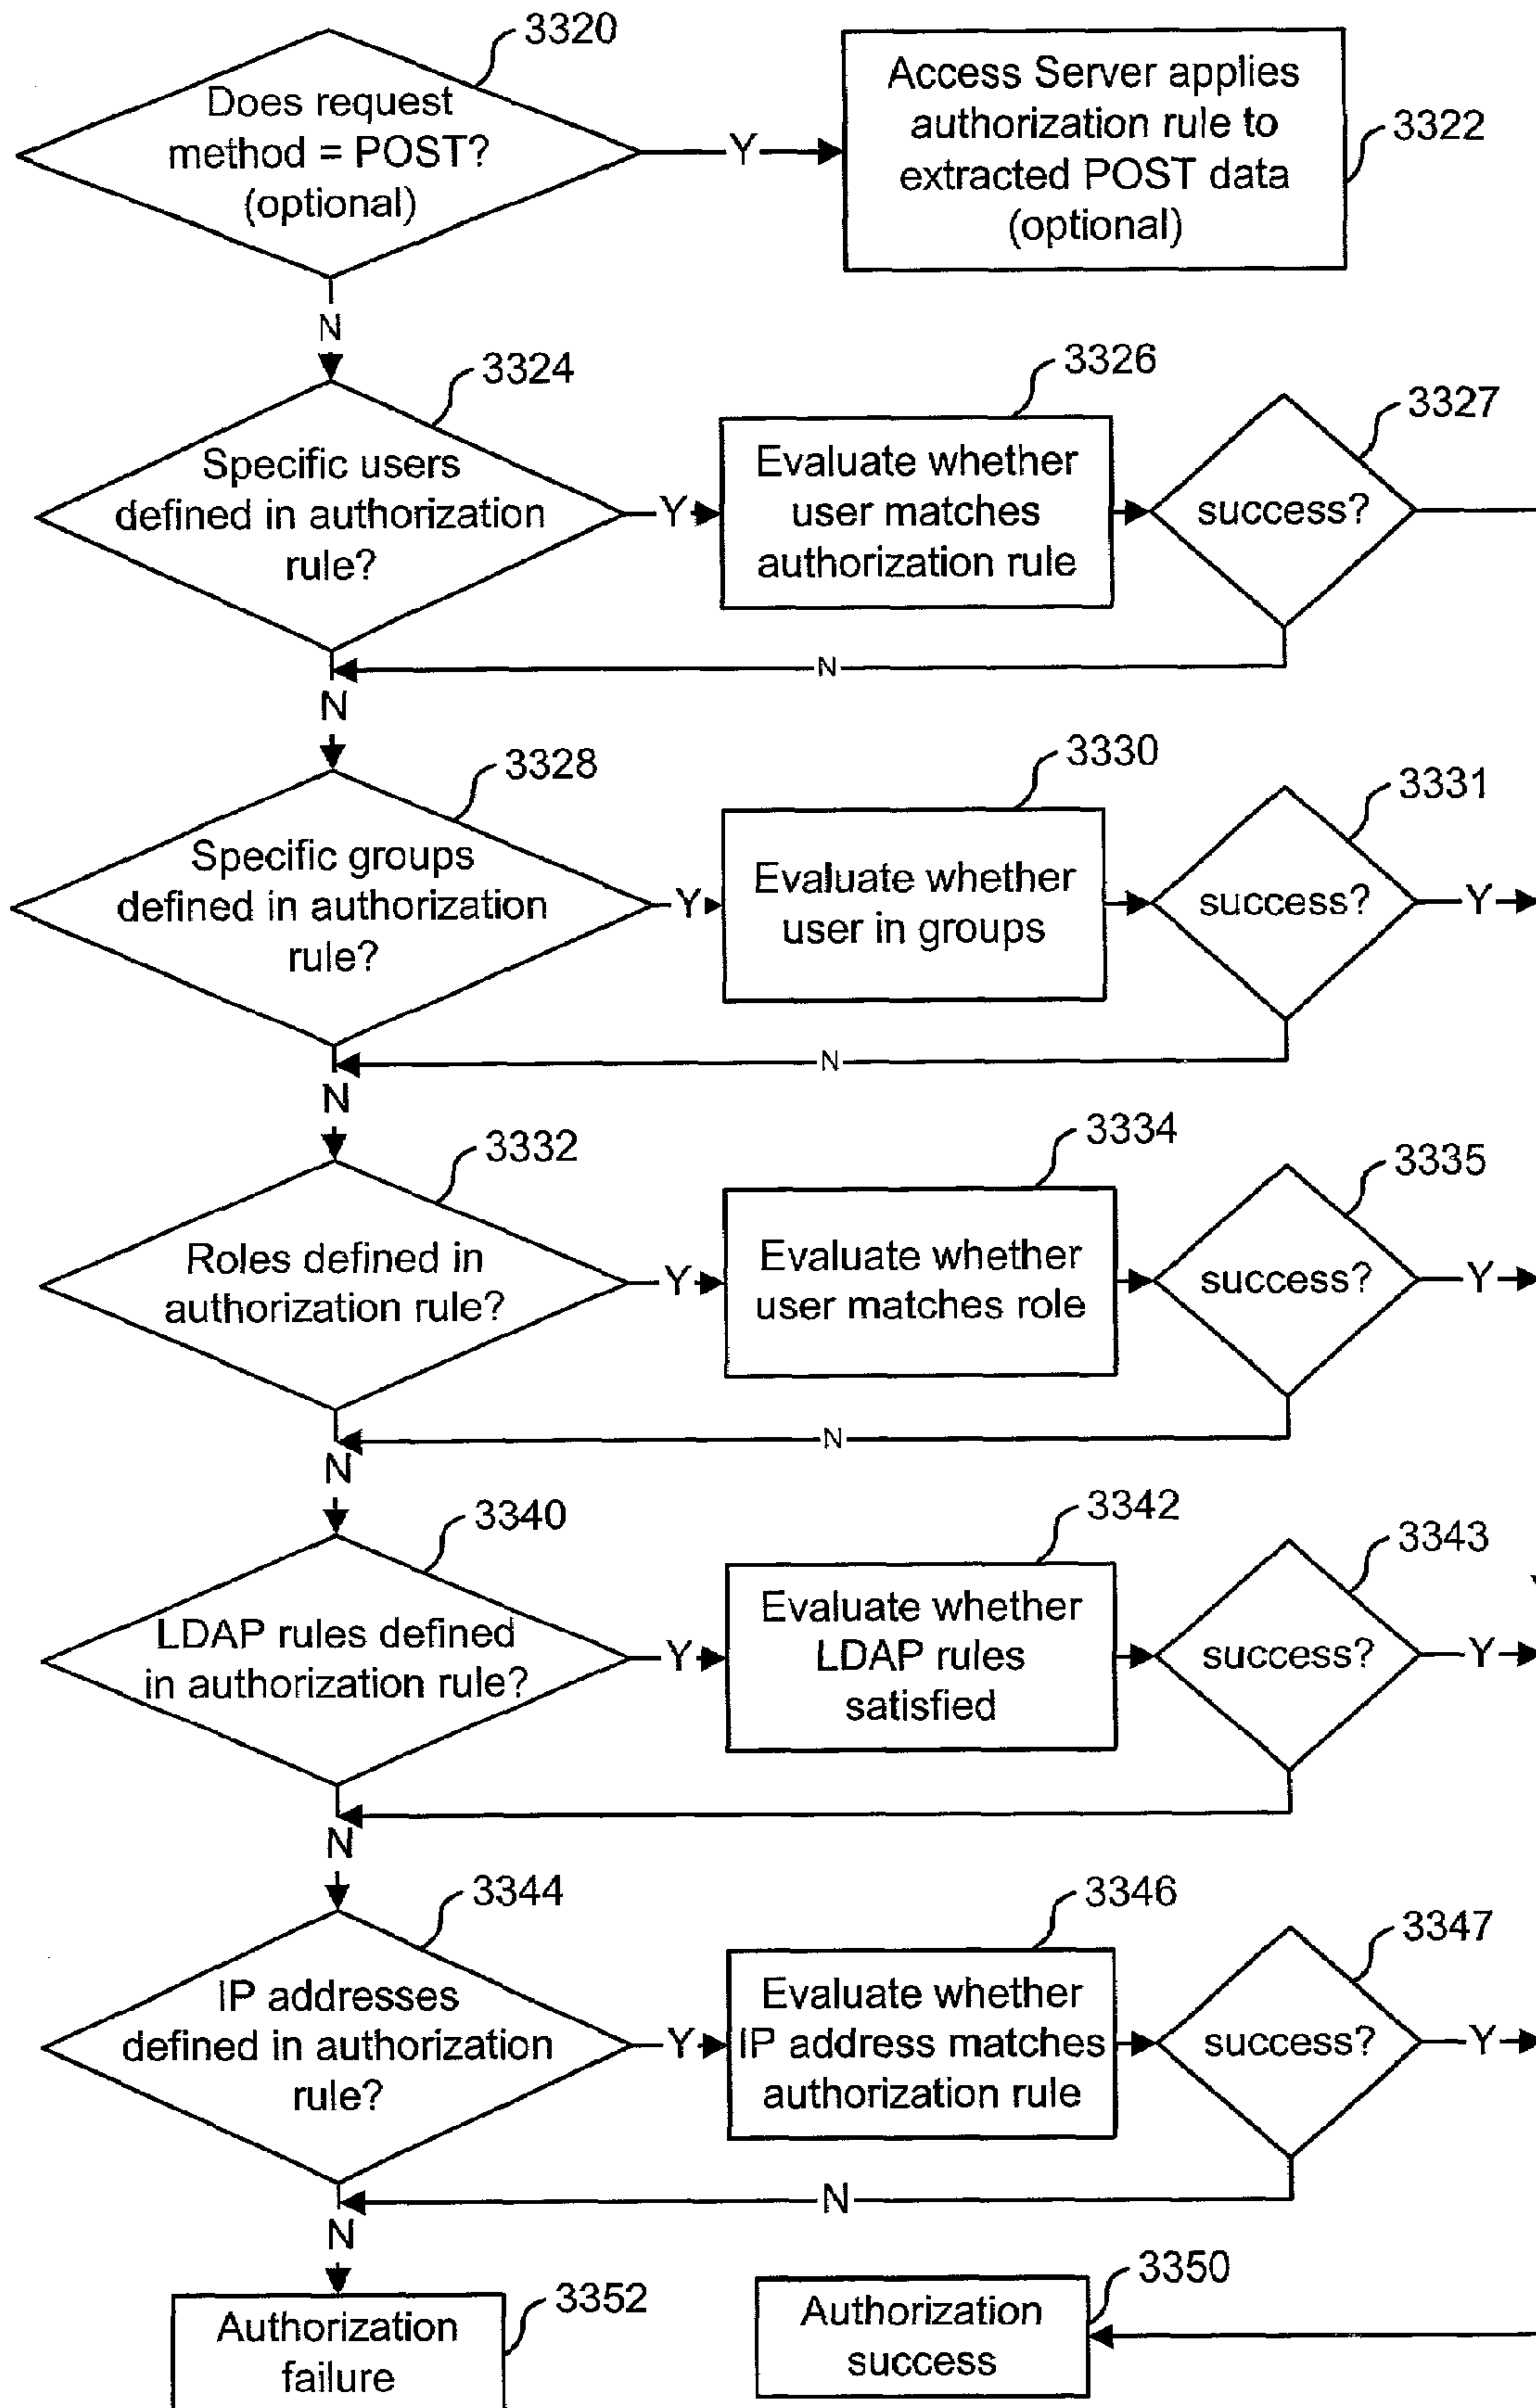 3320
Does request
method = POST?
(optional)
Y
Access Server applies
authorization rule to
extracted POST data
(optional)
3322
N
3324
Specific users
defined in authorization
rule?
Y
3326
Evaluate whether
user matches
authorization rule
3327
success?
N
N
3328
Specific groups
defined in authorization
rule?
Y
3330
Evaluate whether
user in groups
3331
success?
Y
N
N
3332
Roles defined in
authorization rule?
Y
3334
Evaluate whether
user matches role
3335
success?
Y
N
N
3340
LDAP rules defined
in authorization rule?
Y
3342
Evaluate whether
LDAP rules
satisfied
3343
success?
Y
N
3344
IP addresses
defined in authorization
rule?
Y
3346
Evaluate whether
IP address matches
authorization rule
3347
success?
Y
N
N
3352
Authorization
failure
3350
Authorization
success